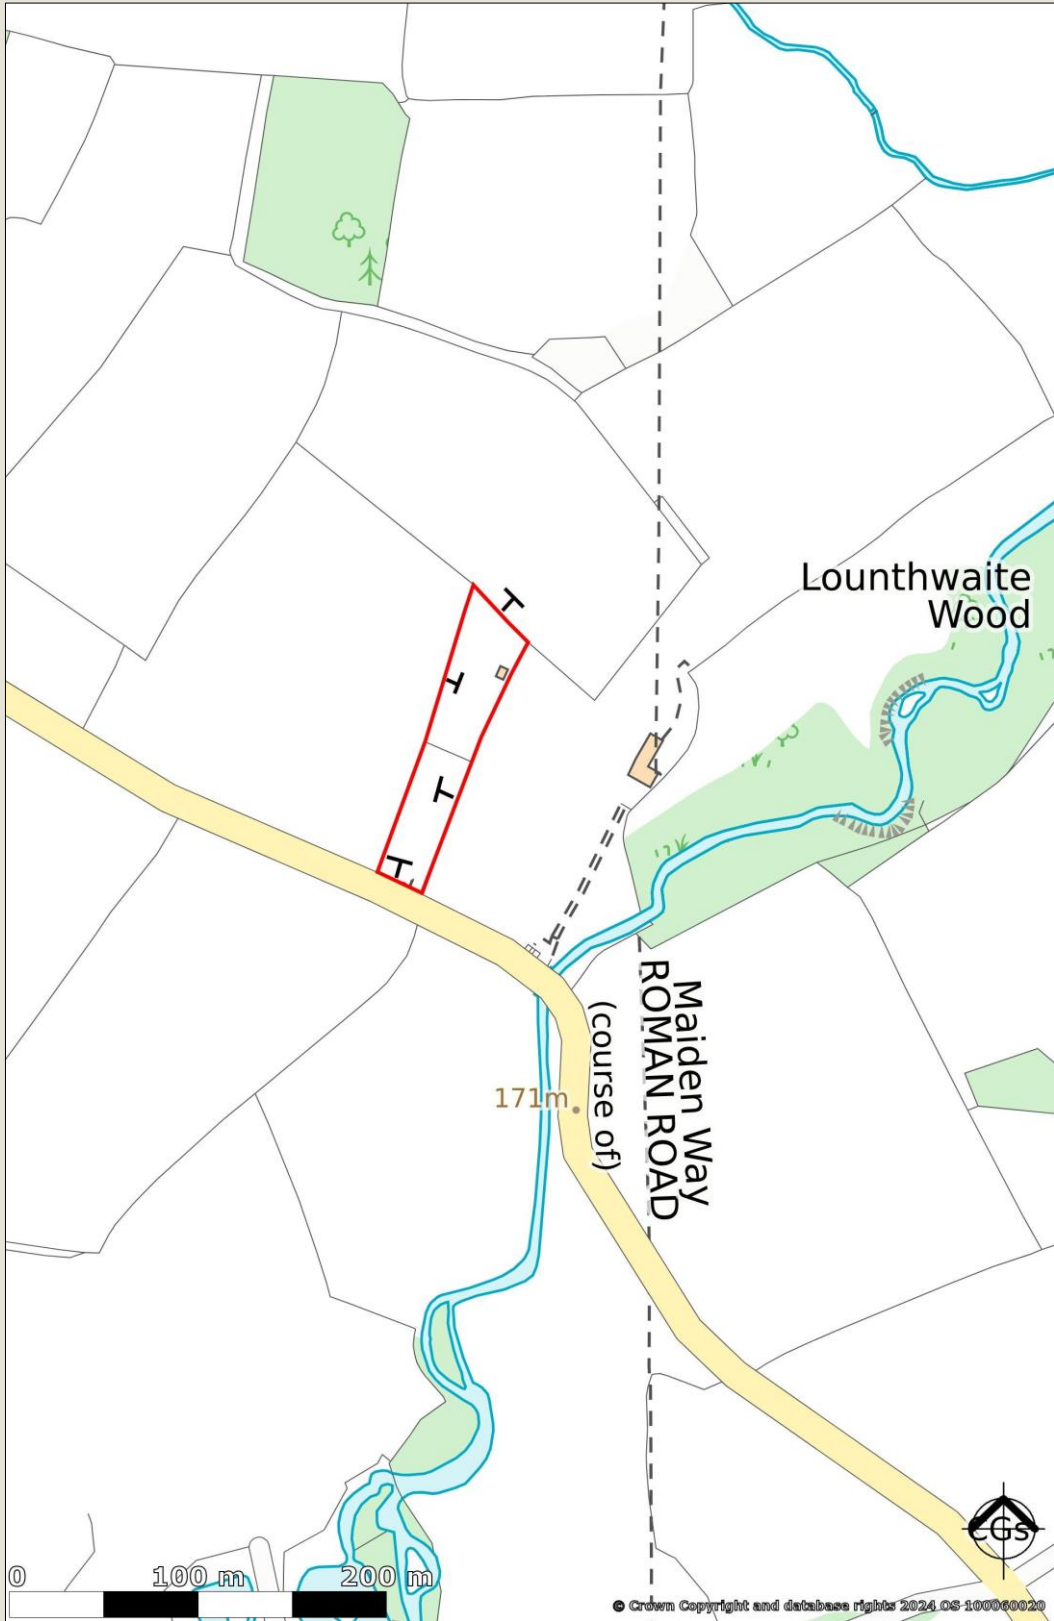 Lounthwaite
Wood
Maiden Way
ROMAN ROAD
(course of)
171m
CGs
0 100 m 200 m
© Crown Copyright and database rights 2024 OS 100060020